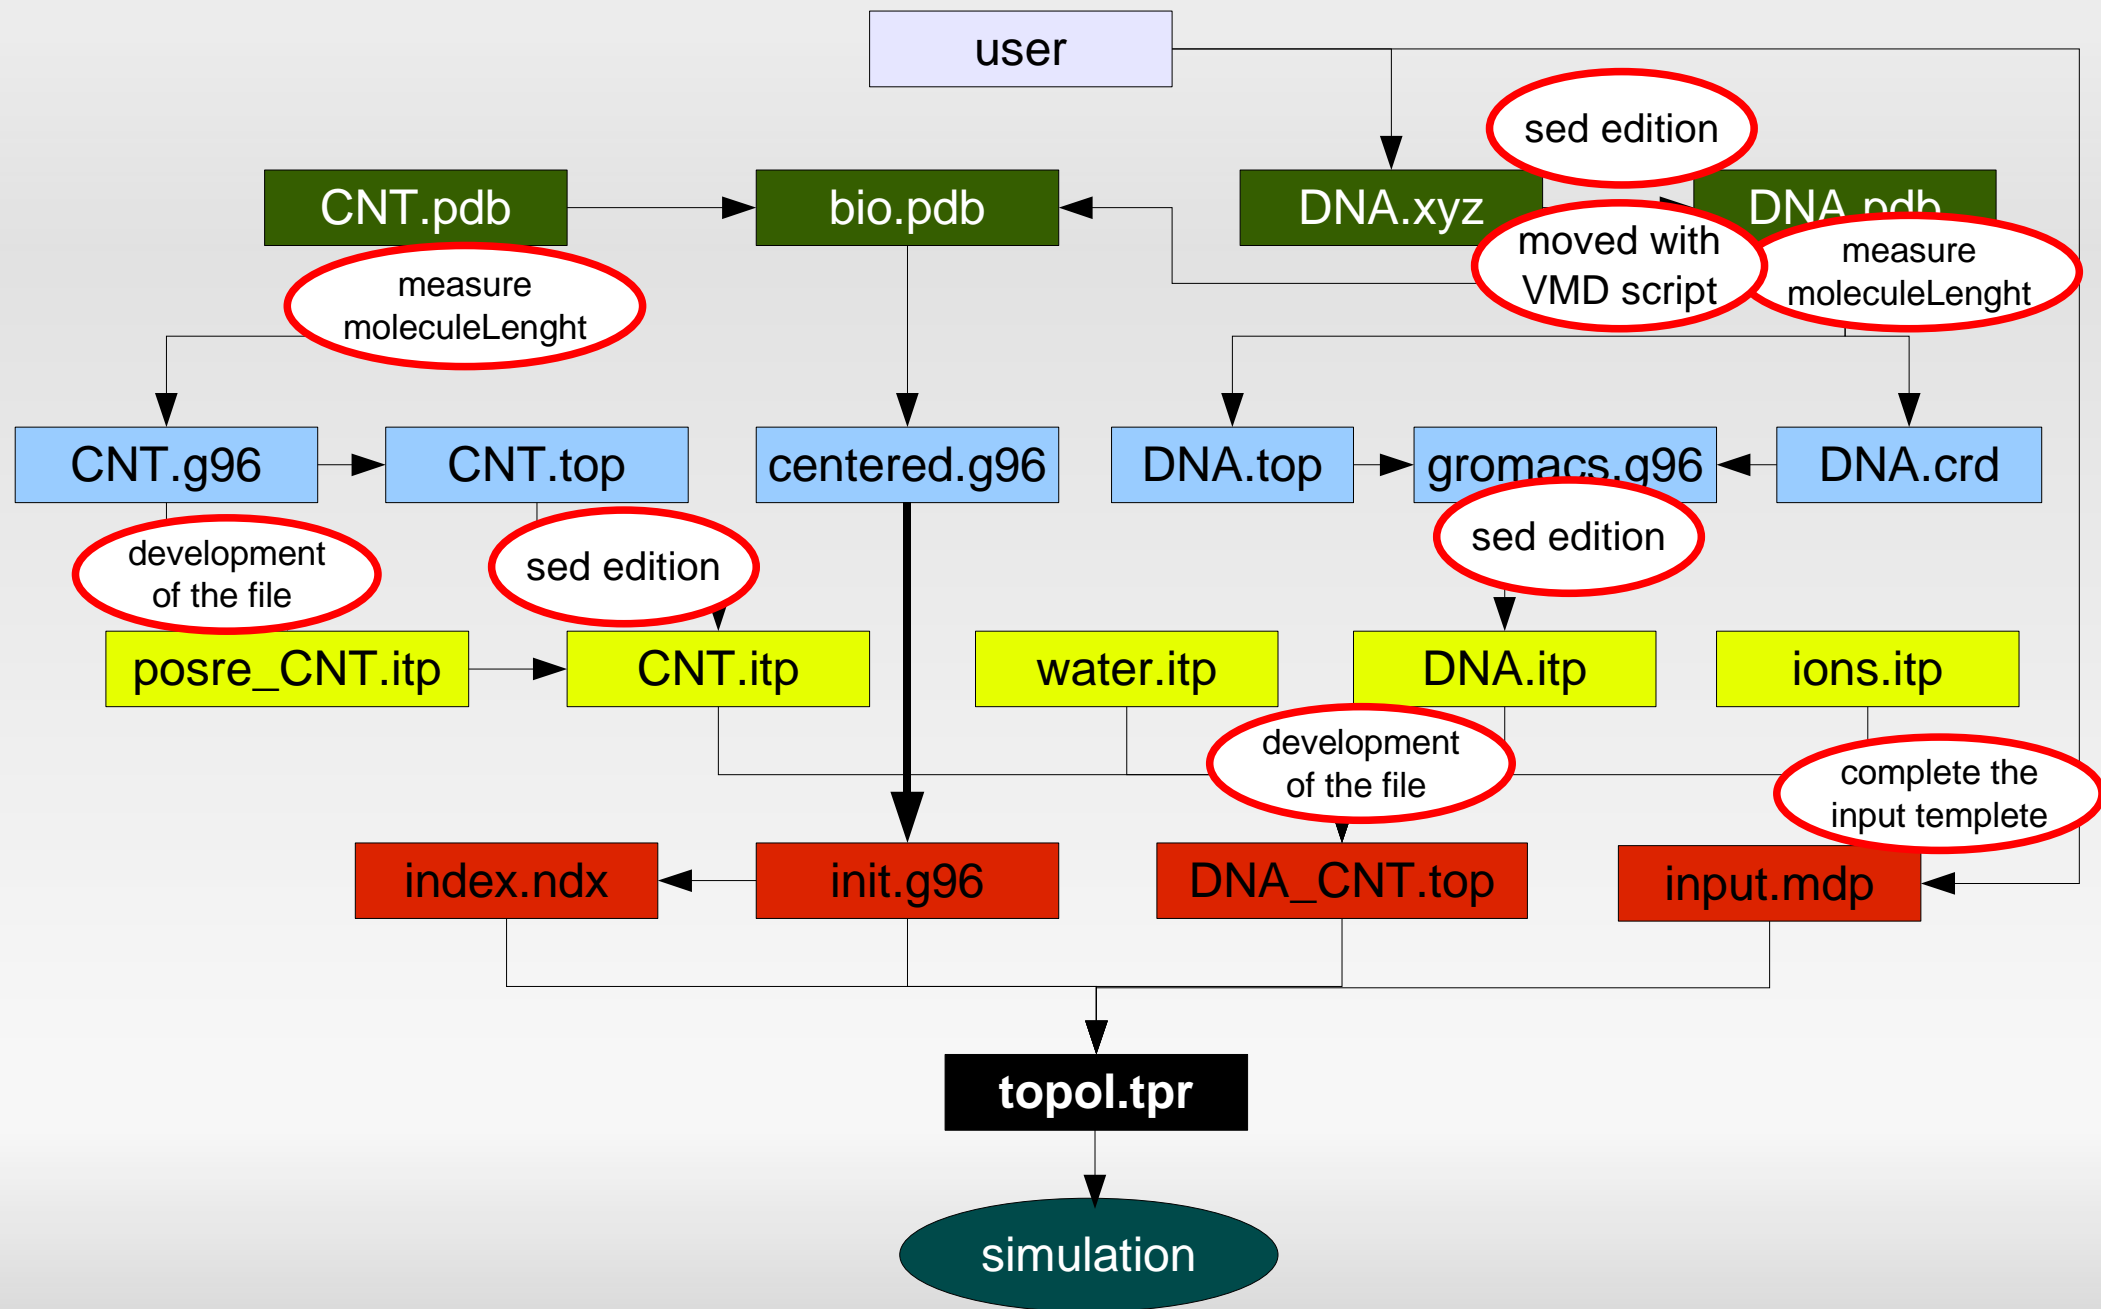 user
sed edition
CNT.pdb
bio.pdb
DNA.xyz
DNA.pdb
measure
moleculeLenght
moved with
VMD script
measure
moleculeLenght
CNT.g96
CNT.top
centered.g96
DNA.top
gromacs.g96
DNA.crd
development
of the file
sed edition
sed edition
posre_CNT.itp
CNT.itp
water.itp
DNA.itp
ions.itp
development
of the file
complete the
input templete
index.ndx
init.g96
DNA_CNT.top
input.mdp
topol.tpr
simulation